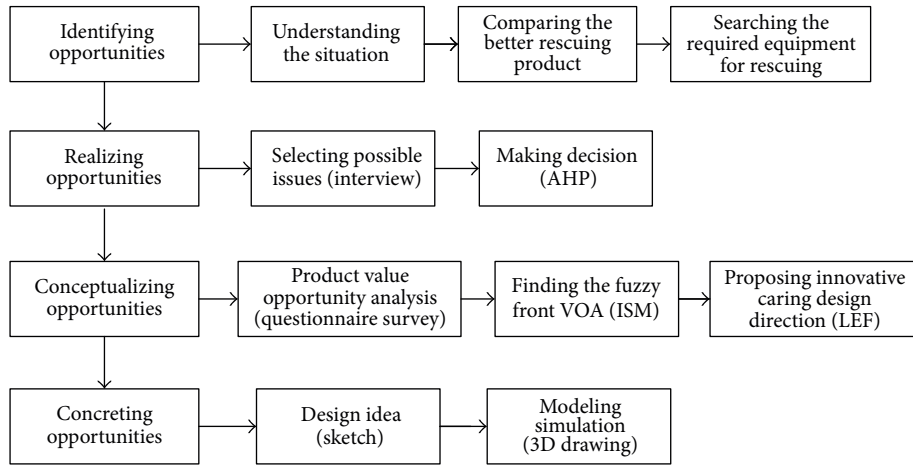 Identifying
opportunities
Understanding
the situation
Comparing the
better rescuing
product
Searching the
required equipment
for rescuing
Realizing
opportunities
Selecting possible
issues (interview)
Making decision
(AHP)
Conceptualizing
opportunities
Product value
opportunity analysis
(questionnaire survey)
Finding the fuzzy
front VOA (ISM)
Proposing innovative
caring design
direction (LEF)
Concreting
opportunities
Design idea
(sketch)
Modeling
simulation
(3D drawing)